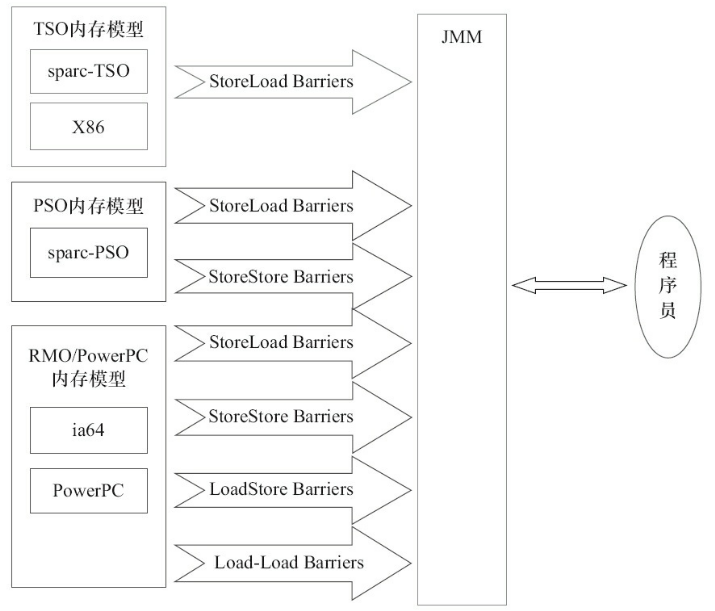 TSO内存模型
sparc-TSO
X86
StoreLoad Barriers
PSO内存模型
sparc-PSO
StoreLoad Barriers
StoreStore Barriers
RMO/PowerPC
内存模型
ia64
PowerPC
StoreLoad Barriers
StoreStore Barriers
LoadStore Barriers
Load-Load Barriers
JMM
程
序
员